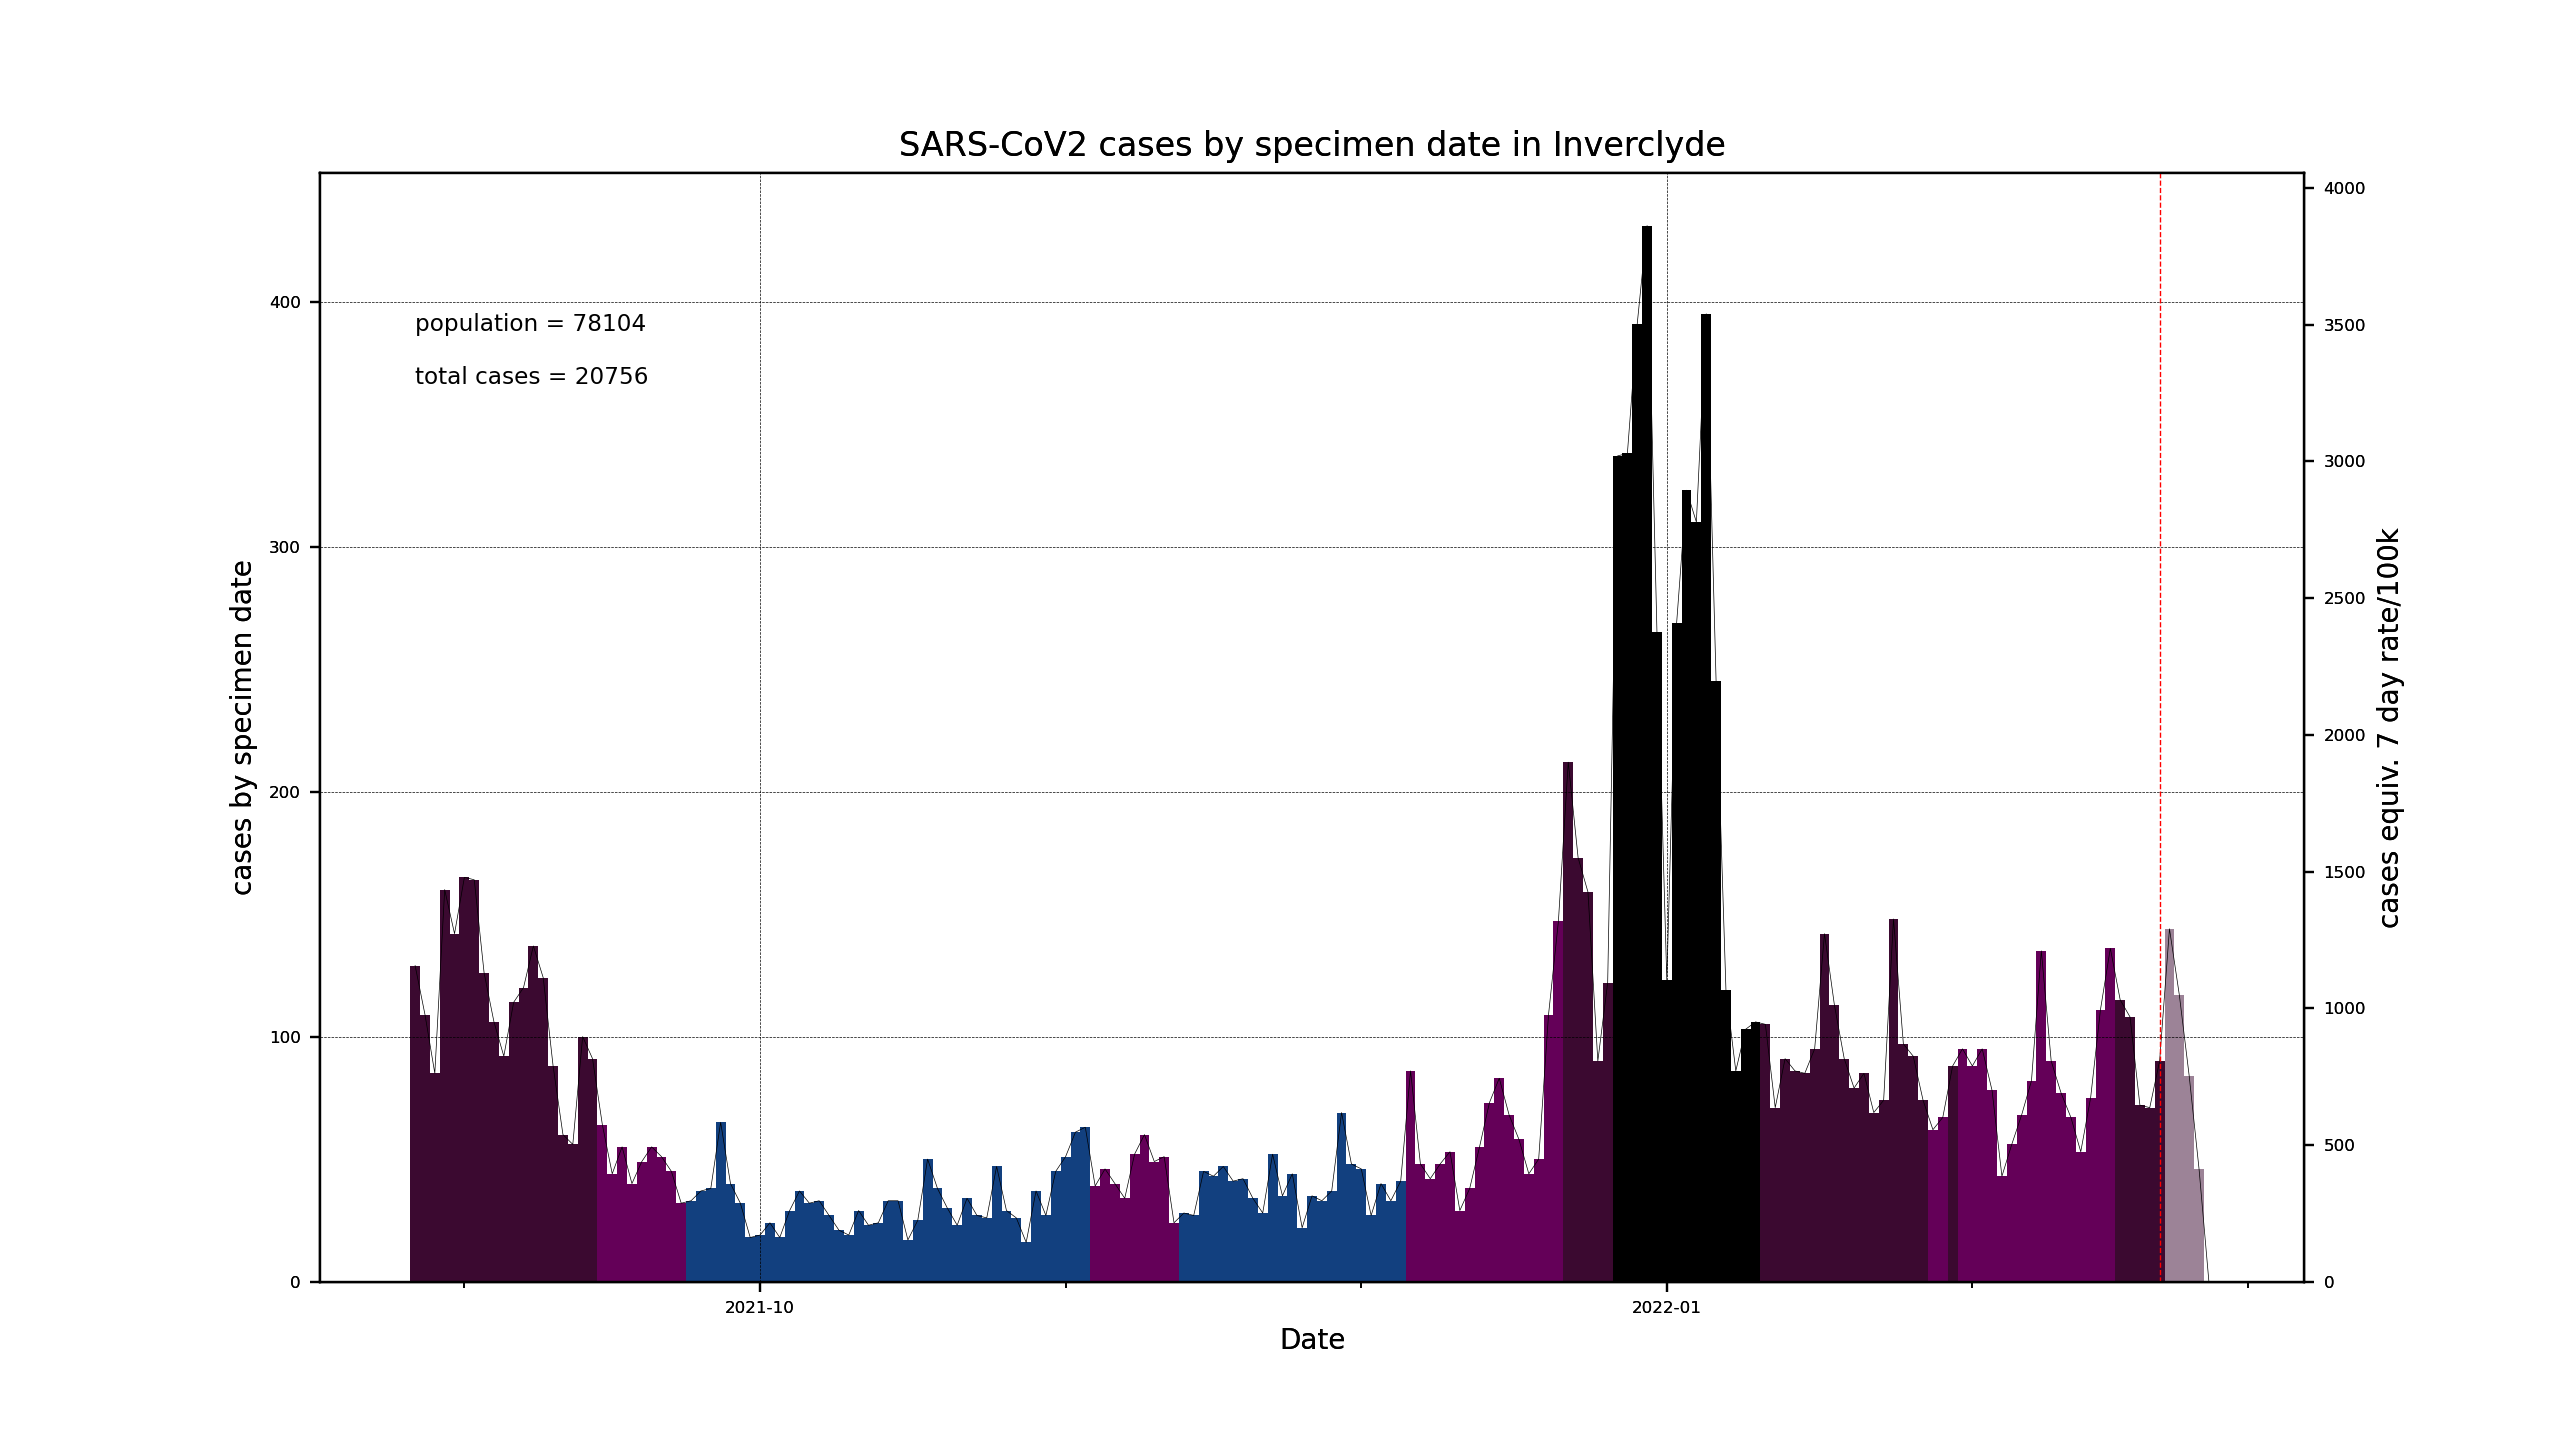 SARS-CoV2 cases by specimen date in Inverclyde
population = 78104
total cases = 20756
cases by specimen date
400
300
200
100
0
4000
3500
3000
2500
2000
1500
1000
500
0
cases equiv. 7 day rate/100k
2021-10
2022-01
Date